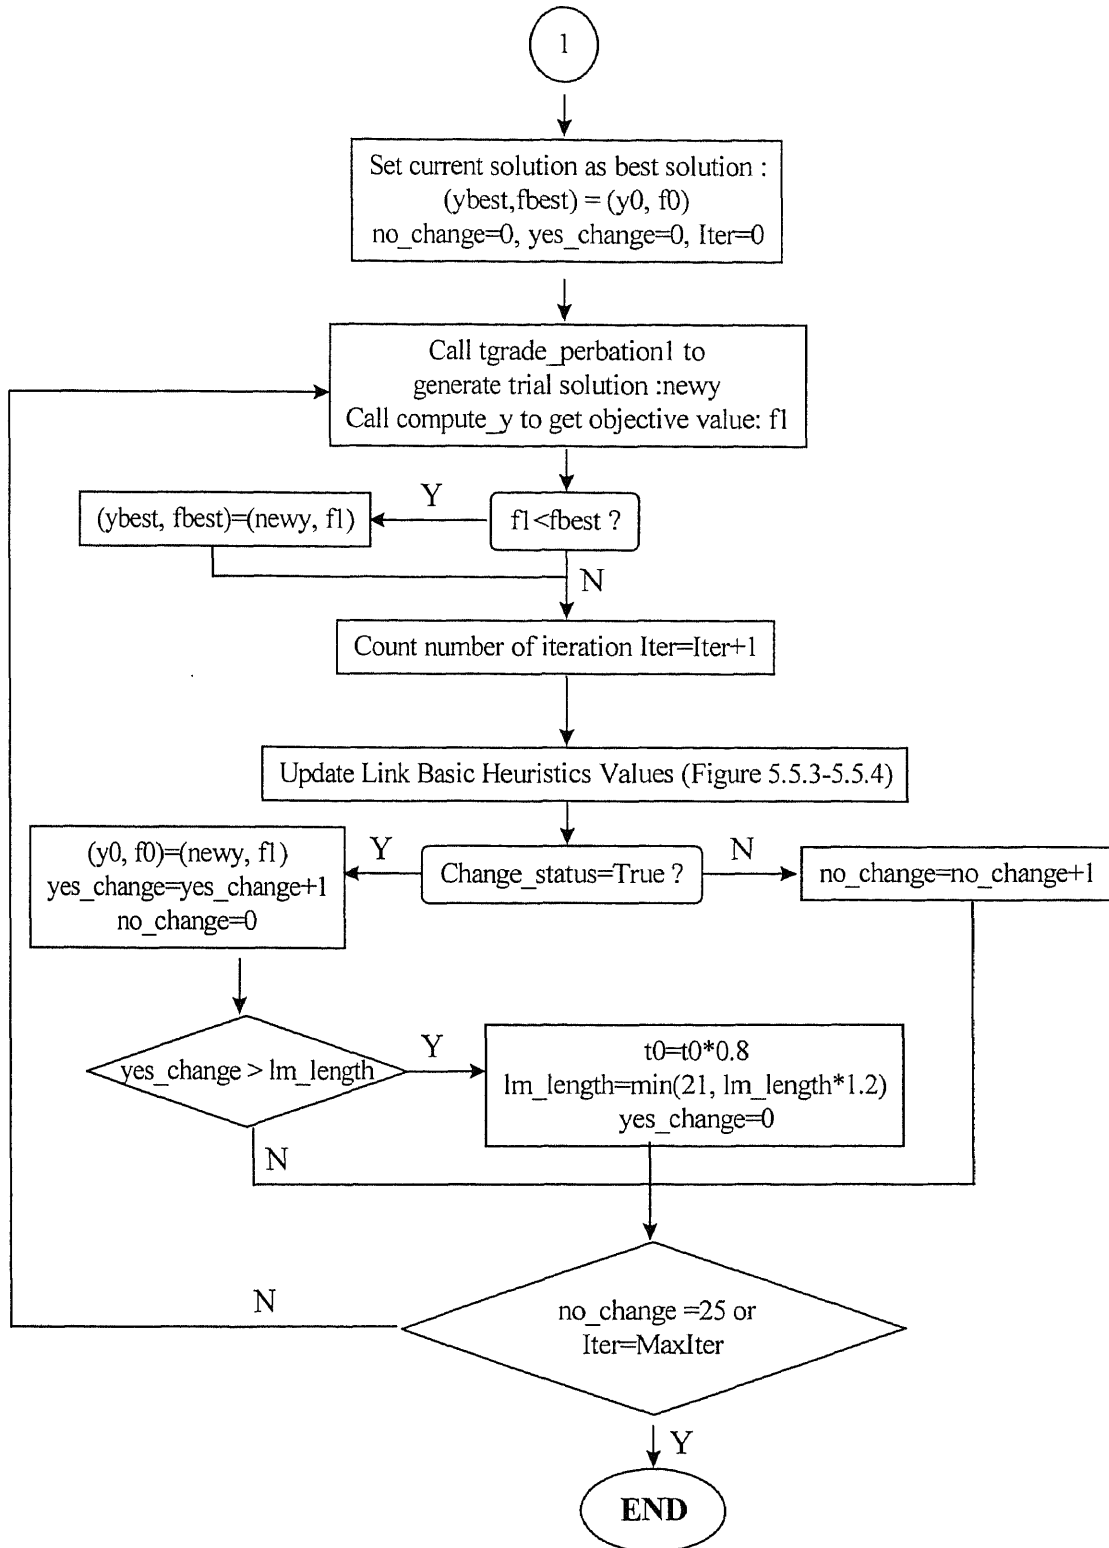 1
Set current solution as best solution :
(ybest,fbest) = (y0, f0)
no_change=0, yes_change=0, Iter=0
Call tgrade_perbation1 to
generate trial solution :newy
Call compute_y to get objective value: f1
(ybest, fbest)=(newy, f1)
Y
f1<fbest ?
N
Count number of iteration Iter=Iter+1
Update Link Basic Heuristics Values (Figure 5.5.3-5.5.4)
(y0, f0)=(newy, f1)
yes_change=yes_change+1
no_change=0
Y
Change_status=True ?
N
no_change=no_change+1
yes_change > lm_length
Y
t0=t0*0.8
lm_length=min(21, lm_length*1.2)
yes_change=0
N
N
no_change =25 or
Iter=MaxIter
Y
END